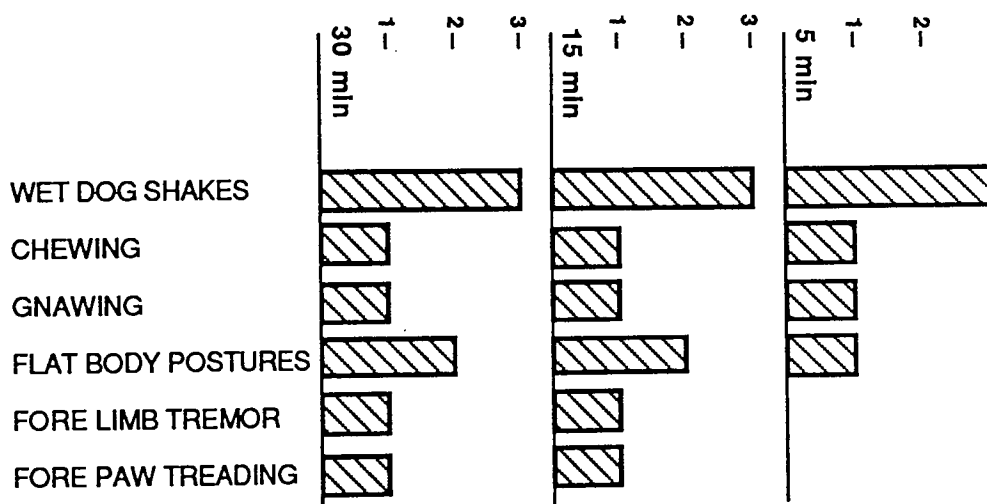 30 min
1-
2-
3-
15 min
1-
2-
3-
5 min
1-
2-
WET DOG SHAKES
CHEWING
GNAWING
FLAT BODY POSTURES
FORE LIMB TREMOR
FORE PAW TREADING